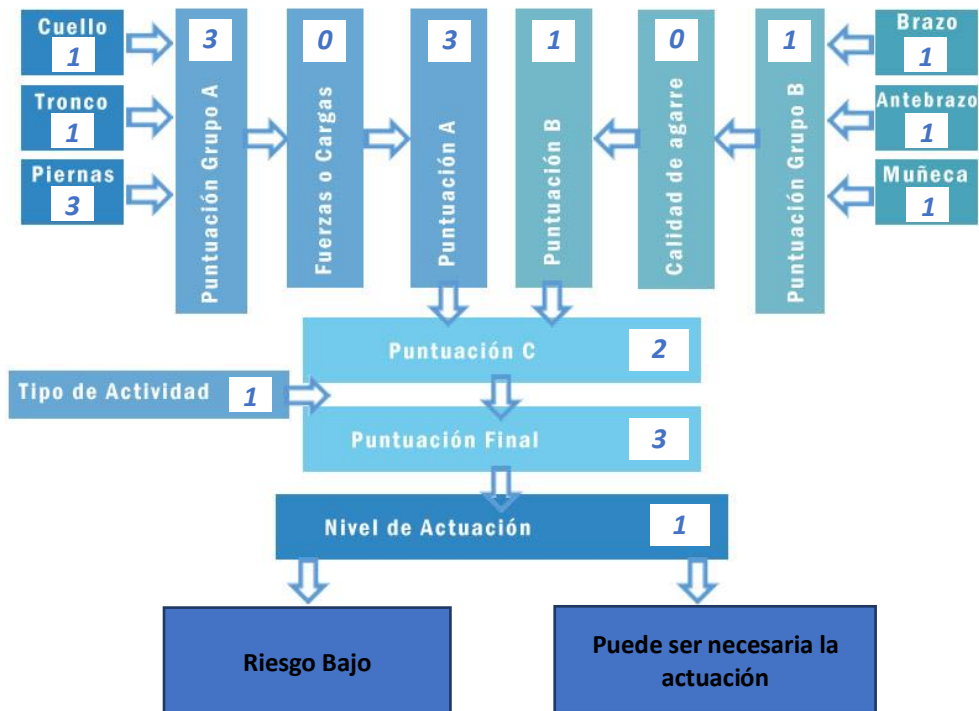 Cuello
1
Tronco
1
Piernas
3
3
Puntuación Grupo A
0
Fuerzas o Cargas
3
Puntuación A
1
Puntuación B
0
Calidad de agarre
1
Puntuación Grupo B
Brazo
1
Antebrazo
1
Muñeca
1
Puntuación C
2
Tipo de Actividad
1
Puntuación Final
3
Nivel de Actuación
1
Riesgo Bajo
Puede ser necesaria la
actuación